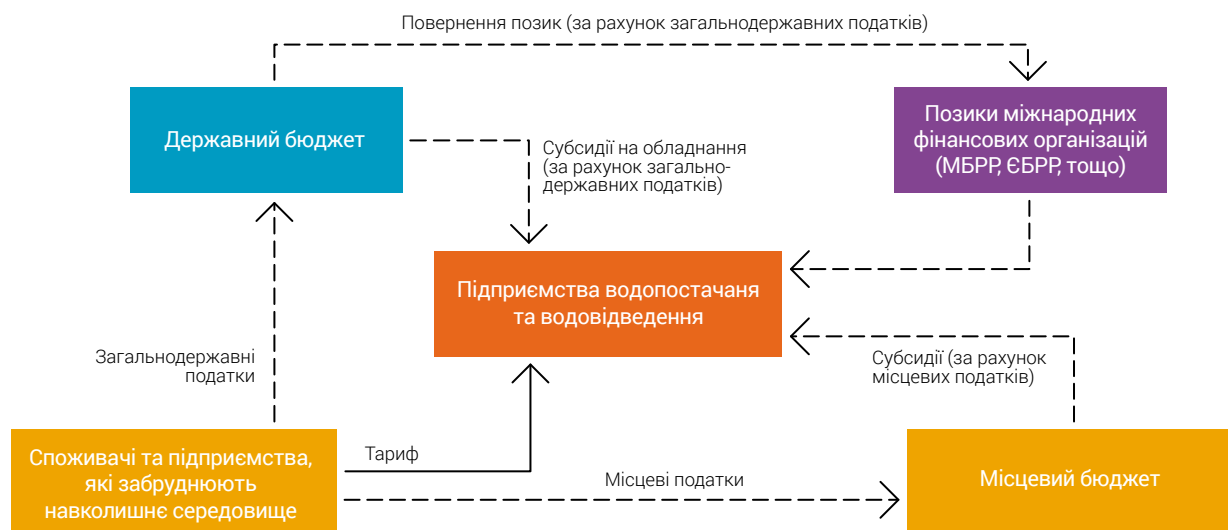 Повернення позик (за рахунок загальнодержавних податків)
Державний бюджет
Позики міжнародних
фінансових організацій
(МБРР, ЄБРР, тощо)
Субсидії на обладнання
(за рахунок загально-
державних податків)
Підприємства водопостачаня
та водовідведення
Загальнодержавні
податки
Субсидії (за рахунок
місцевих податків)
Споживачі та підприємства,
які забруднюють
навколишнє середовище
Тариф
Місцеві податки
Місцевий бюджет